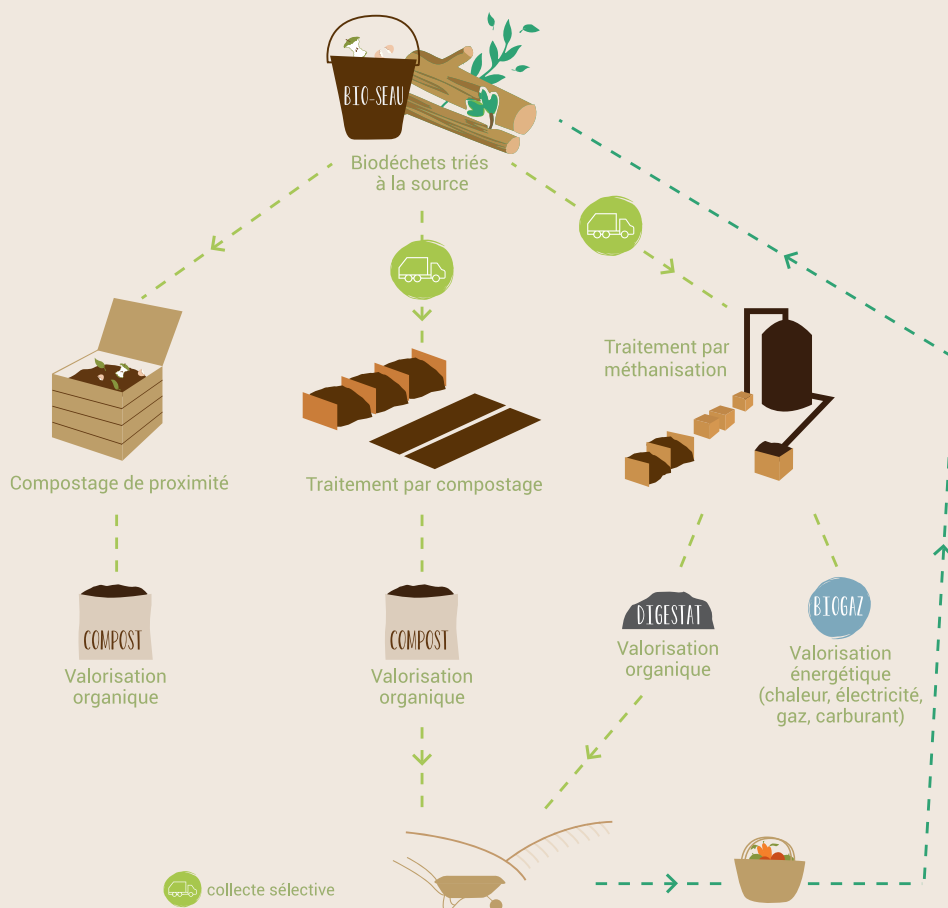 BIO-SEAU
Biodéchets triés
à la source
Traitement par
méthanisation
Compostage de proximité
Traitement par compostage
COMPOST
Valorisation
organique
COMPOST
Valorisation
organique
DIGESTAT
Valorisation
organique
BIOGAZ
Valorisation
énergétique
(chaleur, électricité,
gaz, carburant)
collecte sélective